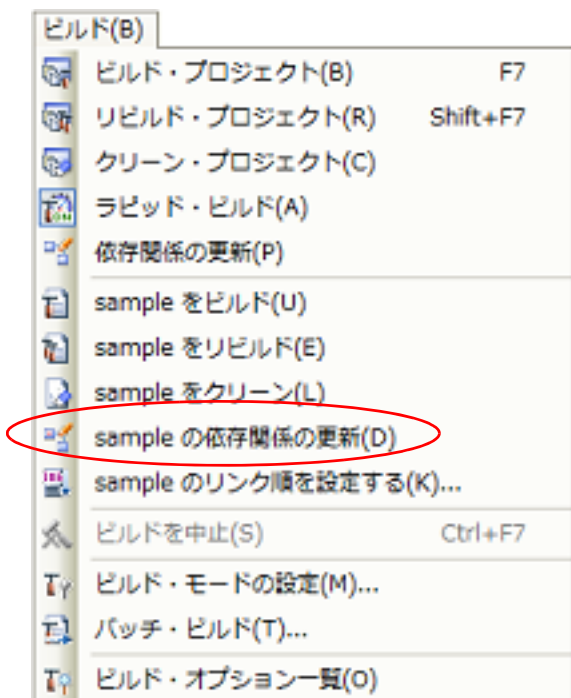 ビルド(B)
ビルド・プロジェクト(B) F7
リビルド・プロジェクト(R) Shift+F7
クリーン・プロジェクト(C)
ラピッド・ビルド(A)
依存関係の更新(P)
sample をビルド(U)
sample をリビルド(E)
sample をクリーン(L)
sample の依存関係の更新(D)
sample のリンク順を設定する(K)...
ビルドを中止(S) Ctrl+F7
ビルド・モードの設定(M)...
バッチ・ビルド(T)...
ビルド・オプション一覧(O)